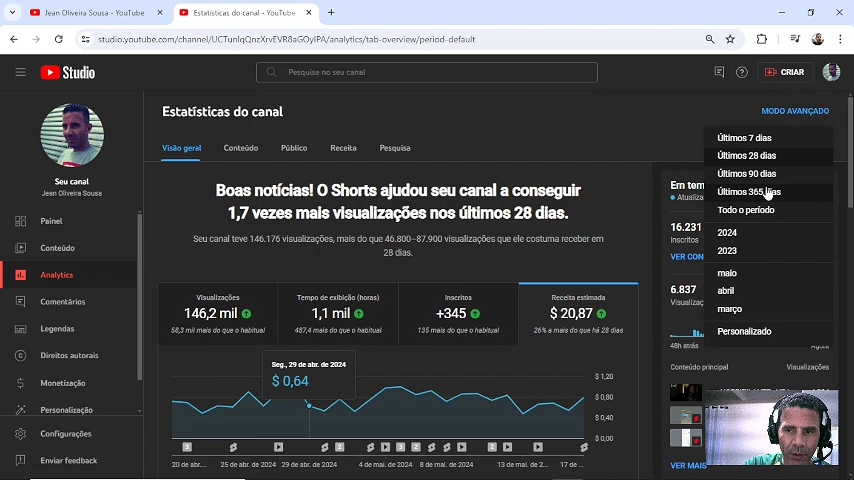 Jean Oliveira Sousa - YouTube
Estatísticas do canal - YouTube
studio.youtube.com/channel/UCTunlqQnzXrvEVR8aGOyIPA/analytics/tab-overview/period-default
Studio
Pesquise no seu canal
CRIAR
Seu canal
Jean Oliveira Sousa
Painel
Conteúdo
Analytics
Comentários
Legendas
Direitos autorais
Monetização
Personalização
Configurações
Enviar feedback
Estatísticas do canal
MODO AVANÇADO
Visão geral
Conteúdo
Público
Receita
Pesquisa
Boas notícias! O Shorts ajudou seu canal a conseguir
1,7 vezes mais visualizações nos últimos 28 dias.
Seu canal teve 146.176 visualizações, mais do que 46.800–87.900 visualizações que ele costuma receber em
28 dias.
Visualizações
146,2 mil
58,3 mil mais do que o habitual
Tempo de exibição (horas)
1,1 mil
487,4 mais do que o habitual
Inscritos
+345
135 mais do que o habitual
Receita estimada
$ 20,87
26% a mais do que há 28 dias
Seg., 29 de abr. de 2024
$ 0,64
$ 1,20
$ 0,80
$ 0,40
$ 0,00
3
2
2
3
2
2
20 de abr....
25 de abr. de 2024
29 de abr. de 2024
4 de mai. de 2024
8 de mai. de 2024
13 de mai. de 2...
17 de ...
Últimos 7 dias
Últimos 28 dias
Últimos 90 dias
Últimos 365 dias
Todo o período
2024
2023
maio
abril
março
Personalizado
Em tem
Atualiza
16.231
Inscritos
VER CON
6.837
Visualizaç
48h atrás
Agora
Conteúdo principal
Visualizações
VER MAIS